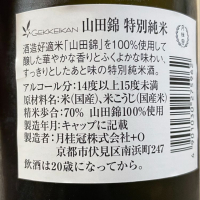 GEKKEIKAN 山田錦 特別純米
酒造好適米「山田錦」を100%使用して
醸した華やかな香りとふくよかな味わい、
すっきりとしたあと味の特別純米酒。
アルコール分：14度以上15度未満
原材料名：米(国産)、米こうじ(国産米)
精米歩合：70% 山田錦100%使用
製造年月：キャップに記載
製造者：月桂冠株式会社+O
京都市伏見区南浜町247
飲酒は20歳になってから。